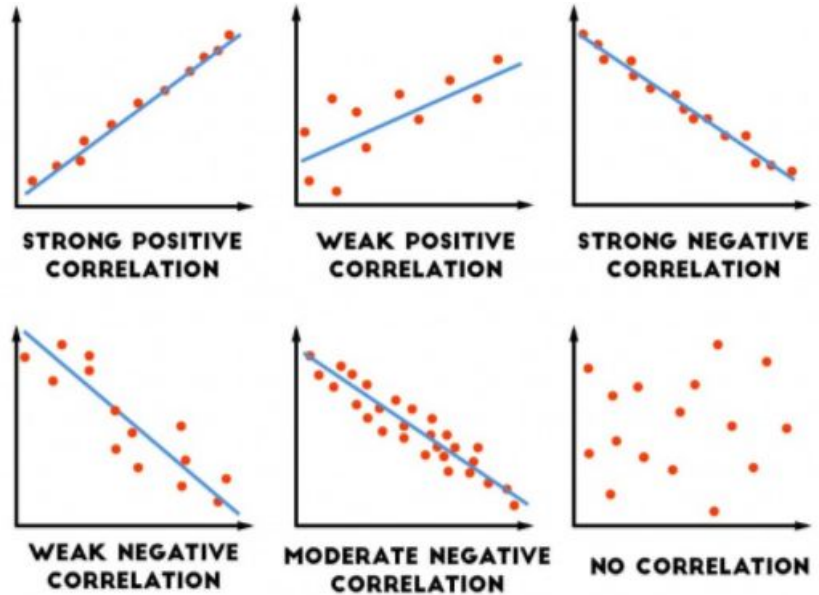 STRONG POSITIVE
CORRELATION
WEAK POSITIVE
CORRELATION
STRONG NEGATIVE
CORRELATION
WEAK NEGATIVE
CORRELATION
MODERATE NEGATIVE
CORRELATION
NO CORRELATION